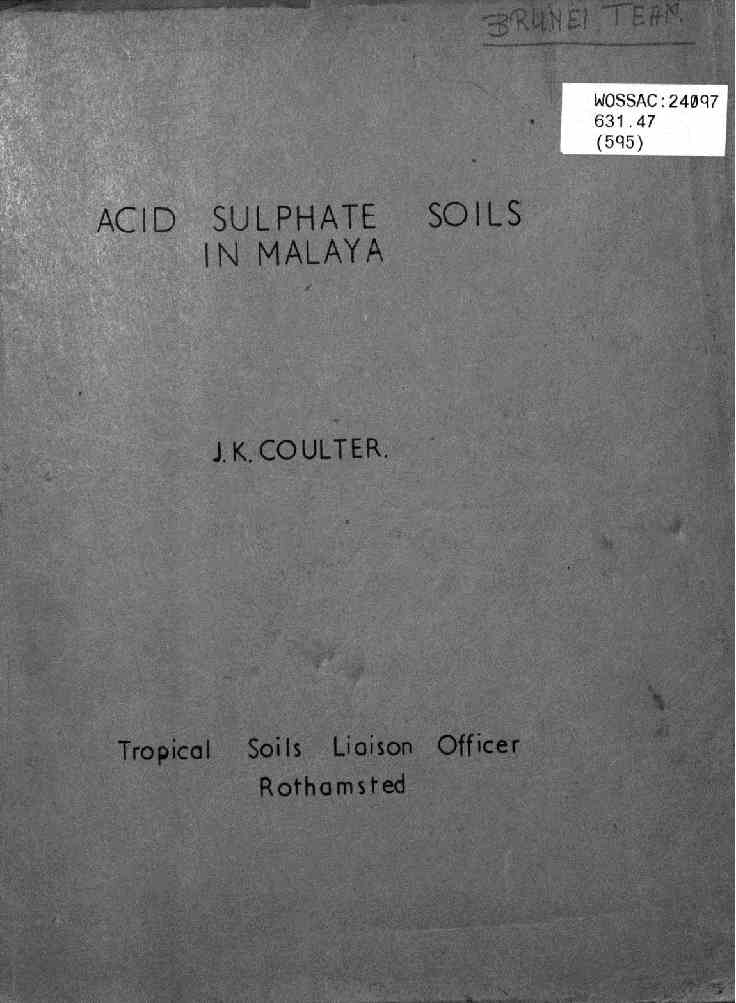 BRUNEI TEAM.
WOSSAC:24097
631.47
(595)
ACID SULPHATE SOILS
IN MALAYA
J.K.COULTER.
Tropical Soils Liaison Officer
Rothamsted